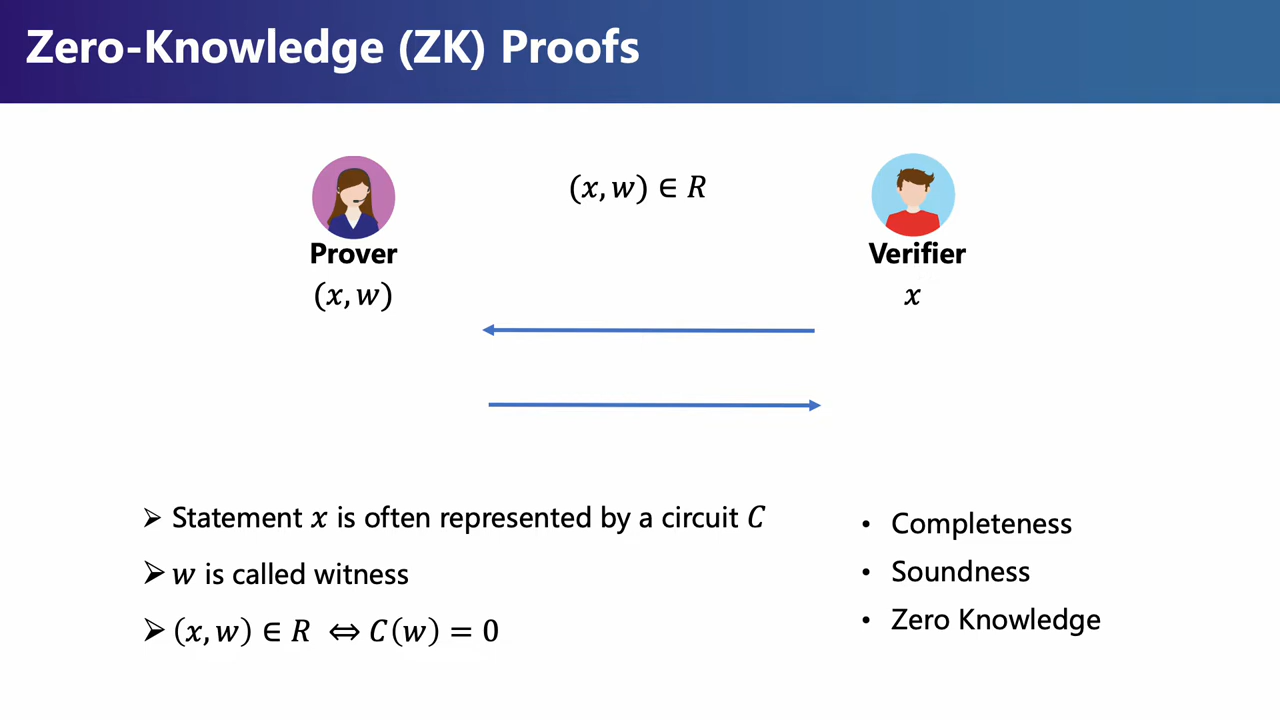 Zero-Knowledge (ZK) Proofs
(x, w) ∈ R
Prover
(x, w)
Verifier
x
➢ Statement x is often represented by a circuit C
➢ w is called witness
➢ (x, w) ∈ R ⇔ C(w) = 0
• Completeness
• Soundness
• Zero Knowledge